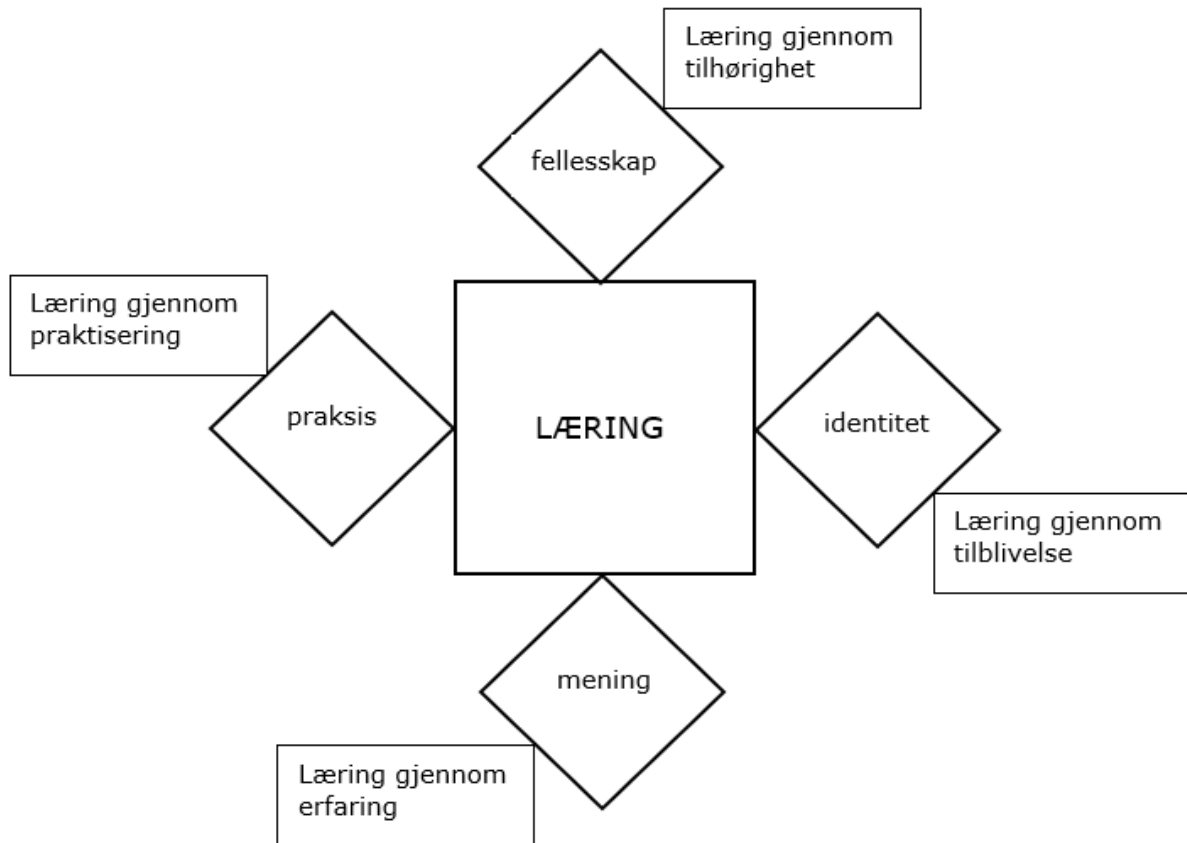 Læring gjennom
tilhørighet
fellesskap
Læring gjennom
praktisering
praksis
LÆRING
identitet
Læring gjennom
tilblivelse
mening
Læring gjennom
erfaring